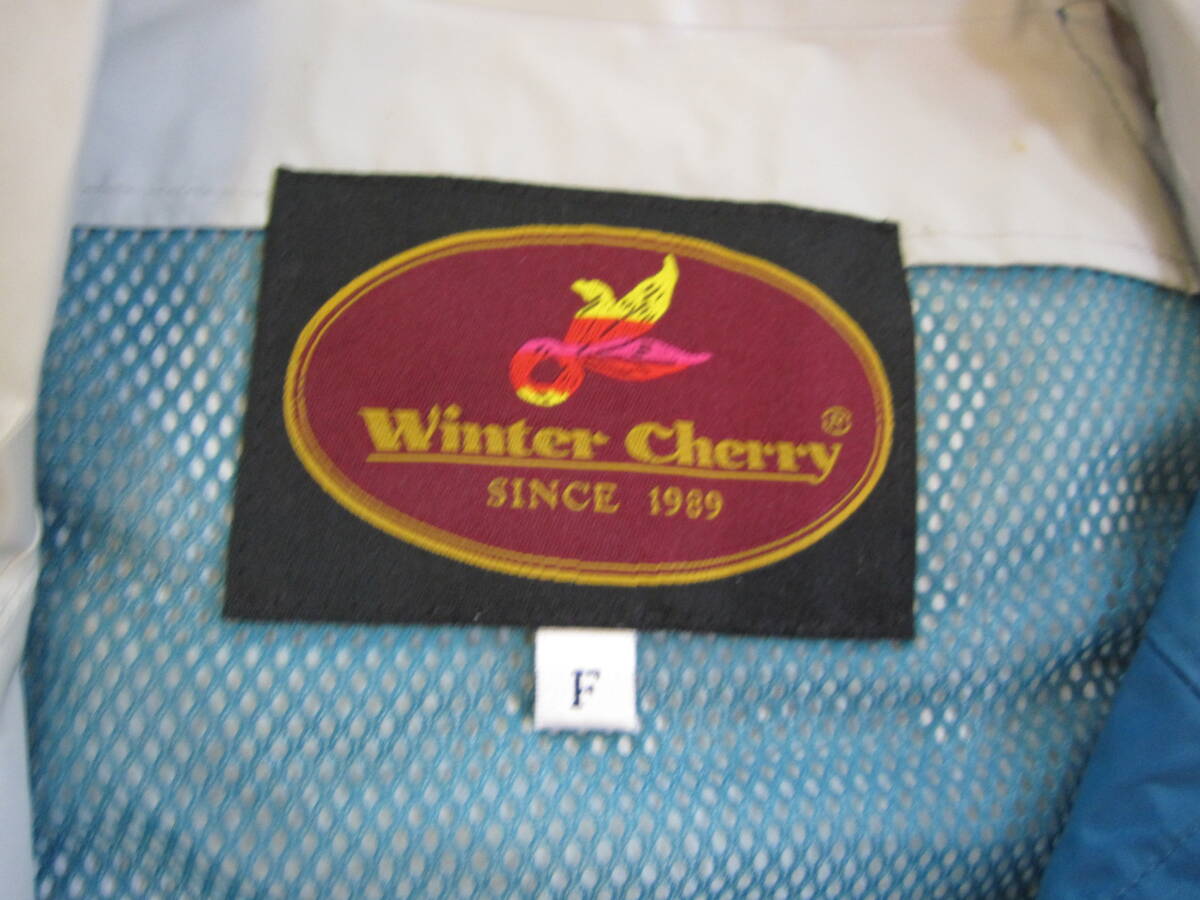 Winter Cherry ®
SINCE 1989
F